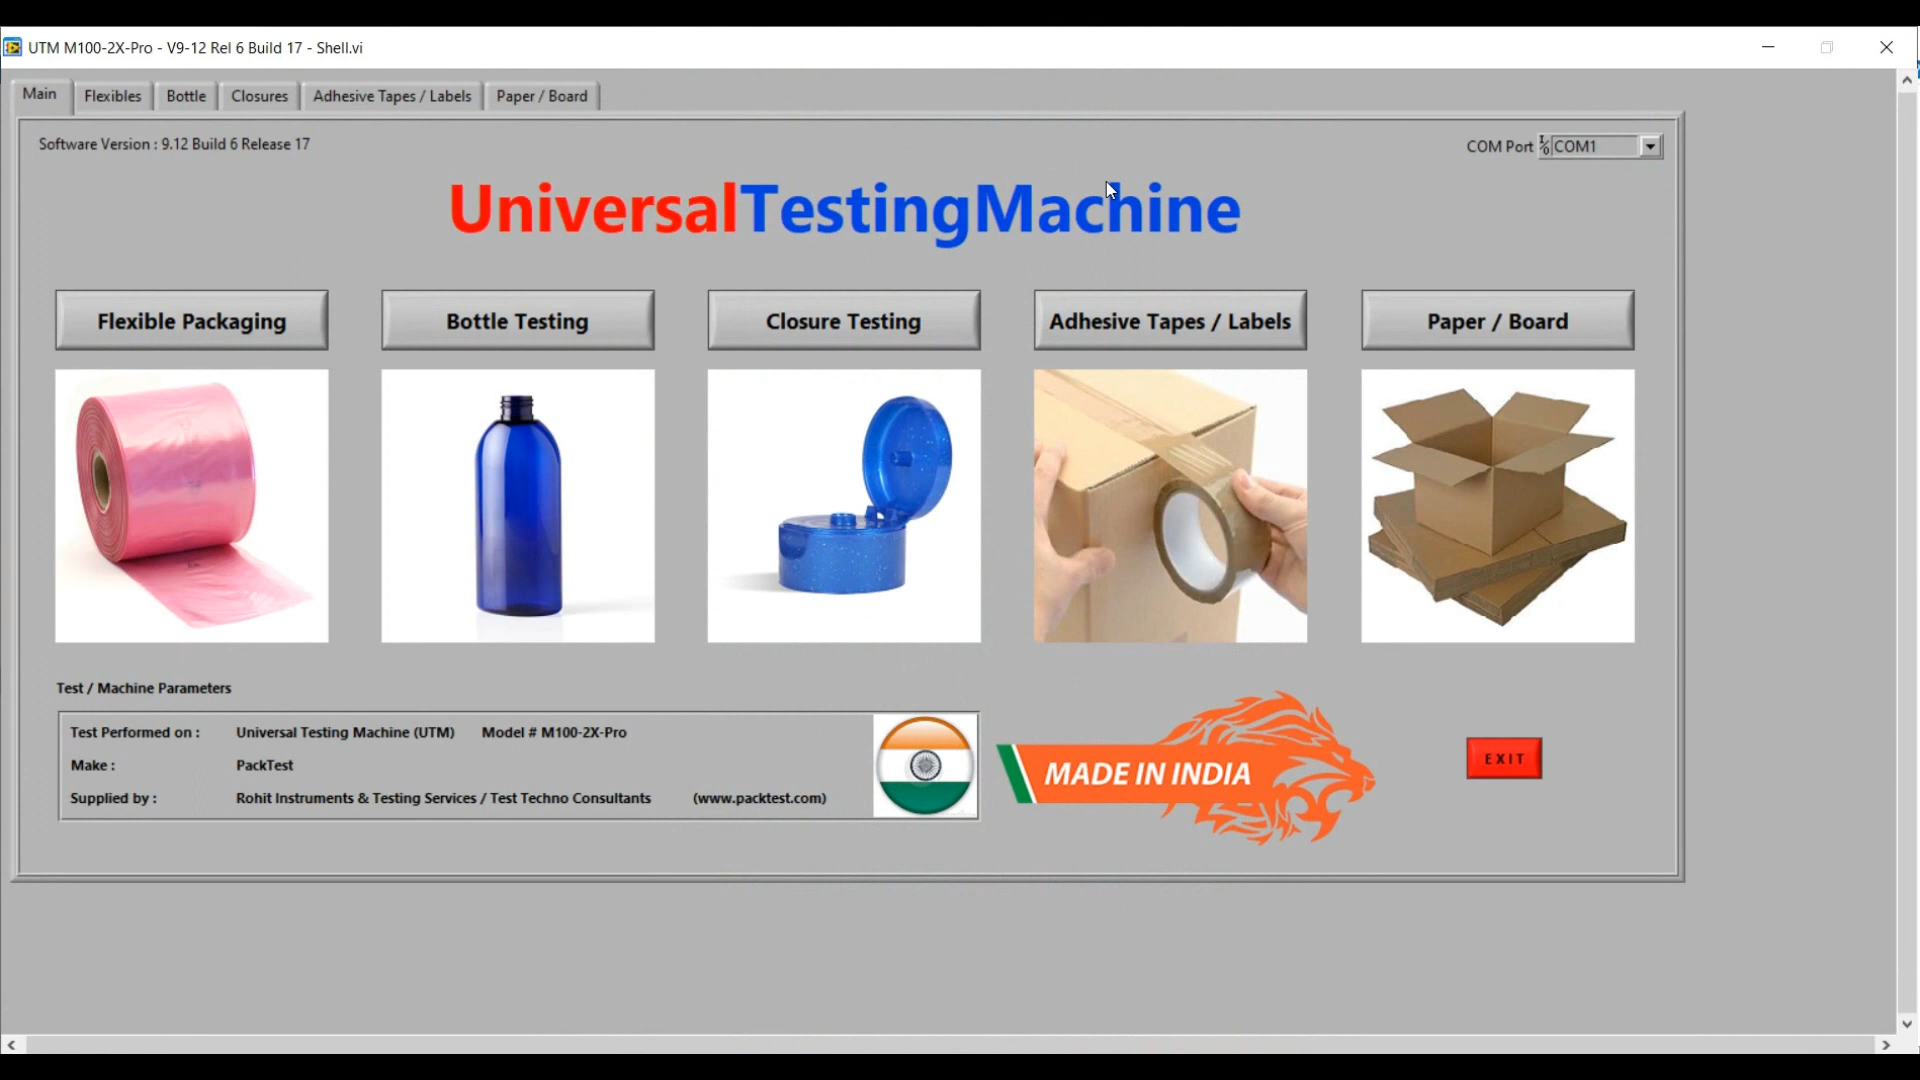 UTM M100-2X-Pro - V9-12 Rel 6 Build 17 - Shell.vi
Main Flexibles Bottle Closures Adhesive Tapes / Labels Paper / Board
Software Version : 9.12 Build 6 Release 17
COM Port COM1
UniversalTestingMachine
Flexible Packaging Bottle Testing Closure Testing Adhesive Tapes / Labels Paper / Board
Test / Machine Parameters
Test Performed on : Universal Testing Machine (UTM) Model # M100-2X-Pro
Make : PackTest
Supplied by : Rohit Instruments & Testing Services / Test Techno Consultants (www.packtest.com)
MADE IN INDIA
EXIT